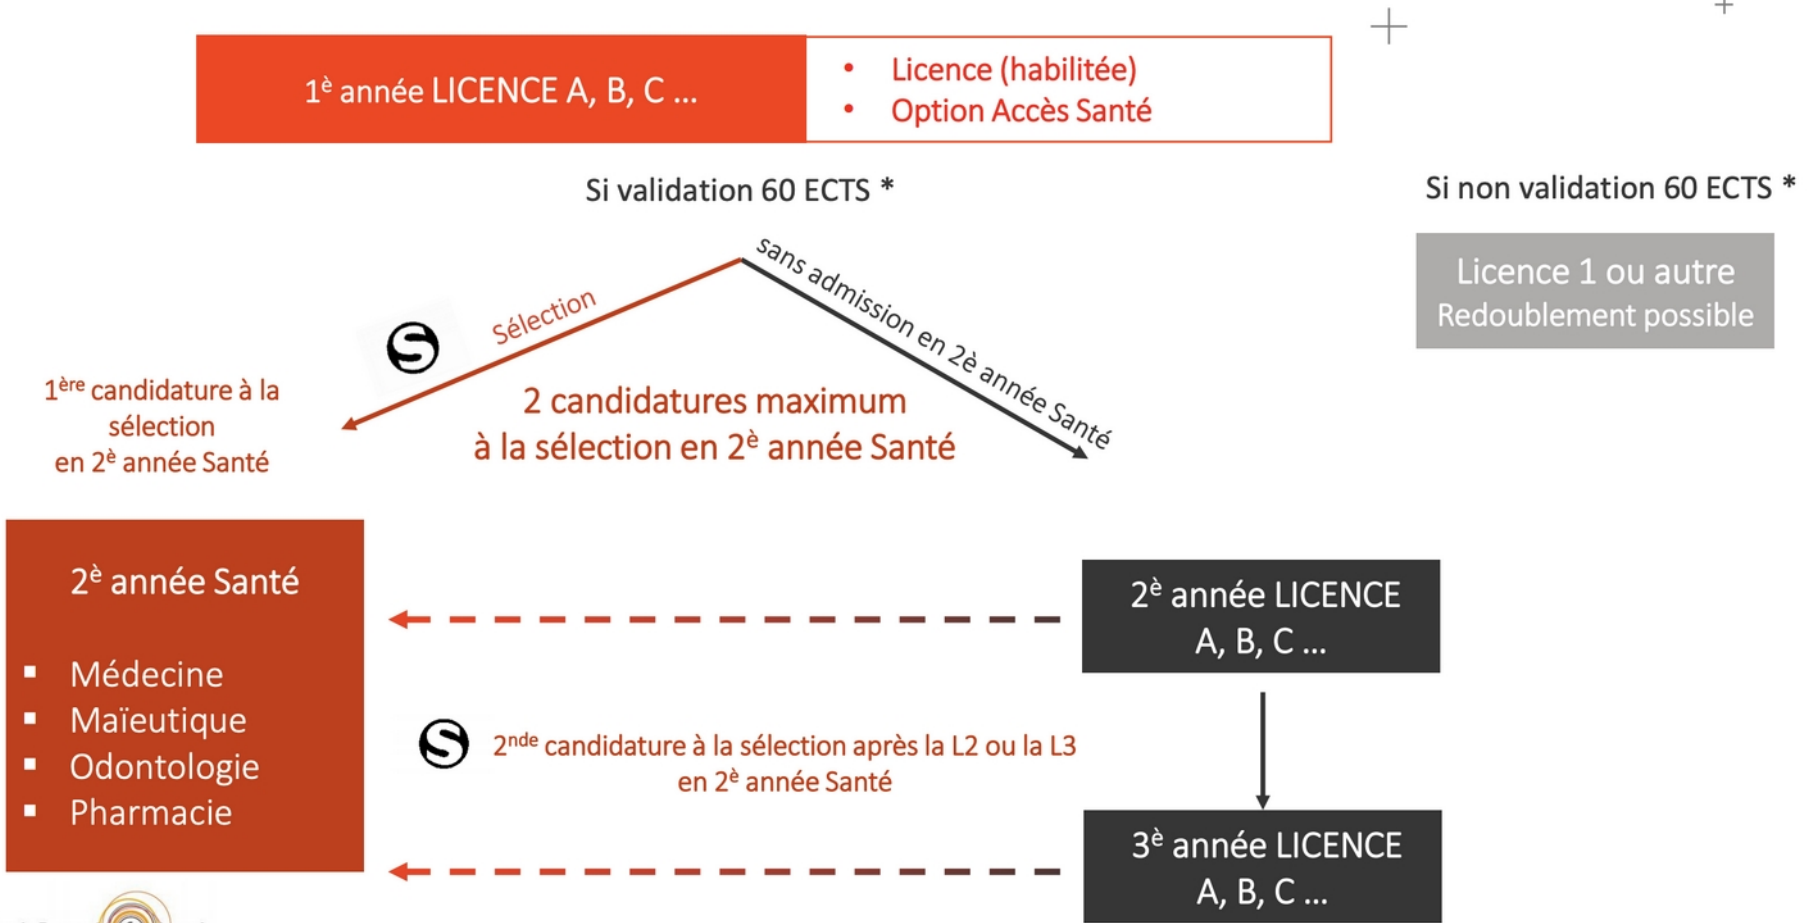 1è année LICENCE A, B, C ...
• Licence (habilitée)
• Option Accès Santé
Si validation 60 ECTS *
Si non validation 60 ECTS *
Licence 1 ou autre
Redoublement possible
Sélection
sans admission en 2è année Santé
1ère candidature à la
sélection
en 2è année Santé
2 candidatures maximum
à la sélection en 2è année Santé
2è année Santé
▪ Médecine
▪ Maïeutique
▪ Odontologie
▪ Pharmacie
2è année LICENCE
A, B, C ...
S 2nde candidature à la sélection après la L2 ou la L3
en 2è année Santé
3è année LICENCE
A, B, C ...